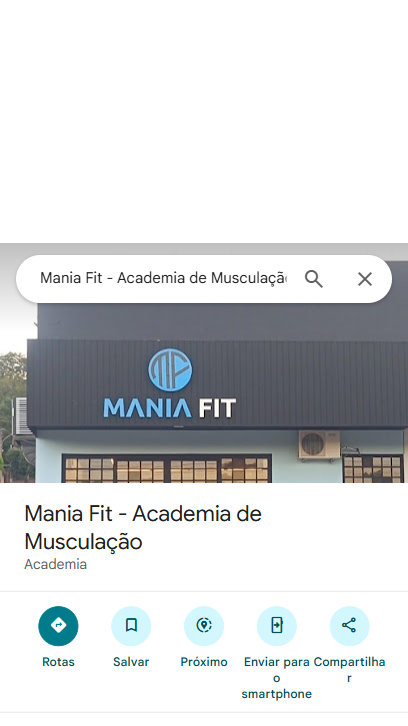 Mania Fit - Academia de Musculaçã
MANIA FIT
Mania Fit - Academia de
Musculação
Academia
Rotas
Salvar
Próximo
Enviar para
o
smartphone
Compartilha
r